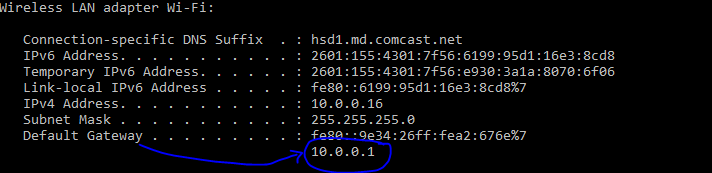 Wireless LAN adapter Wi-Fi:
Connection-specific DNS Suffix . : hsd1.md.comcast.net
IPv6 Address. . . . . . . . . . . : 2601:155:4301:7f56:6199:95d1:16e3:8cd8
Temporary IPv6 Address. . . . . . : 2601:155:4301:7f56:e930:3a1a:8070:6f06
Link-local IPv6 Address . . . . . : fe80::6199:95d1:16e3:8cd8%7
IPv4 Address. . . . . . . . . . . : 10.0.0.16
Subnet Mask . . . . . . . . . . . : 255.255.255.0
Default Gateway . . . . . . . . . : fe80::9e34:26ff:fea2:676e%7
10.0.0.1